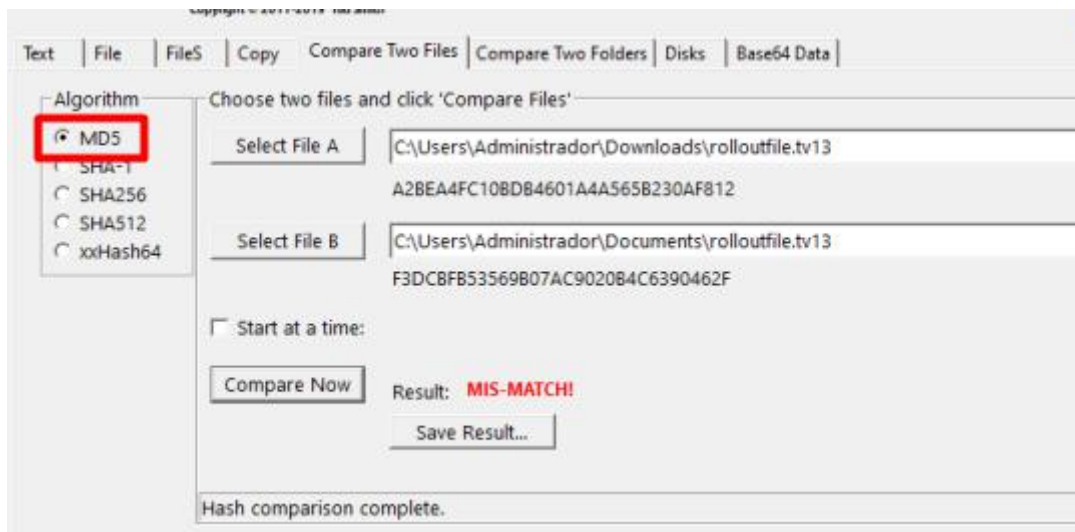 Text File FileS Copy Compare Two Files Compare Two Folders Disks Base64 Data
Algorithm
MD5
SHA-1
SHA256
SHA512
xxHash64
Choose two files and click 'Compare Files'
Select File A C:\Users\Administrador\Downloads\rolloutfile.tv13
A2BEA4FC10BDB4601A4A565B230AF812
Select File B C:\Users\Administrador\Documents\rolloutfile.tv13
F3DCBFB53569B07AC9020B4C6390462F
Start at a time:
Compare Now Result: MIS-MATCH!
Save Result...
Hash comparison complete.